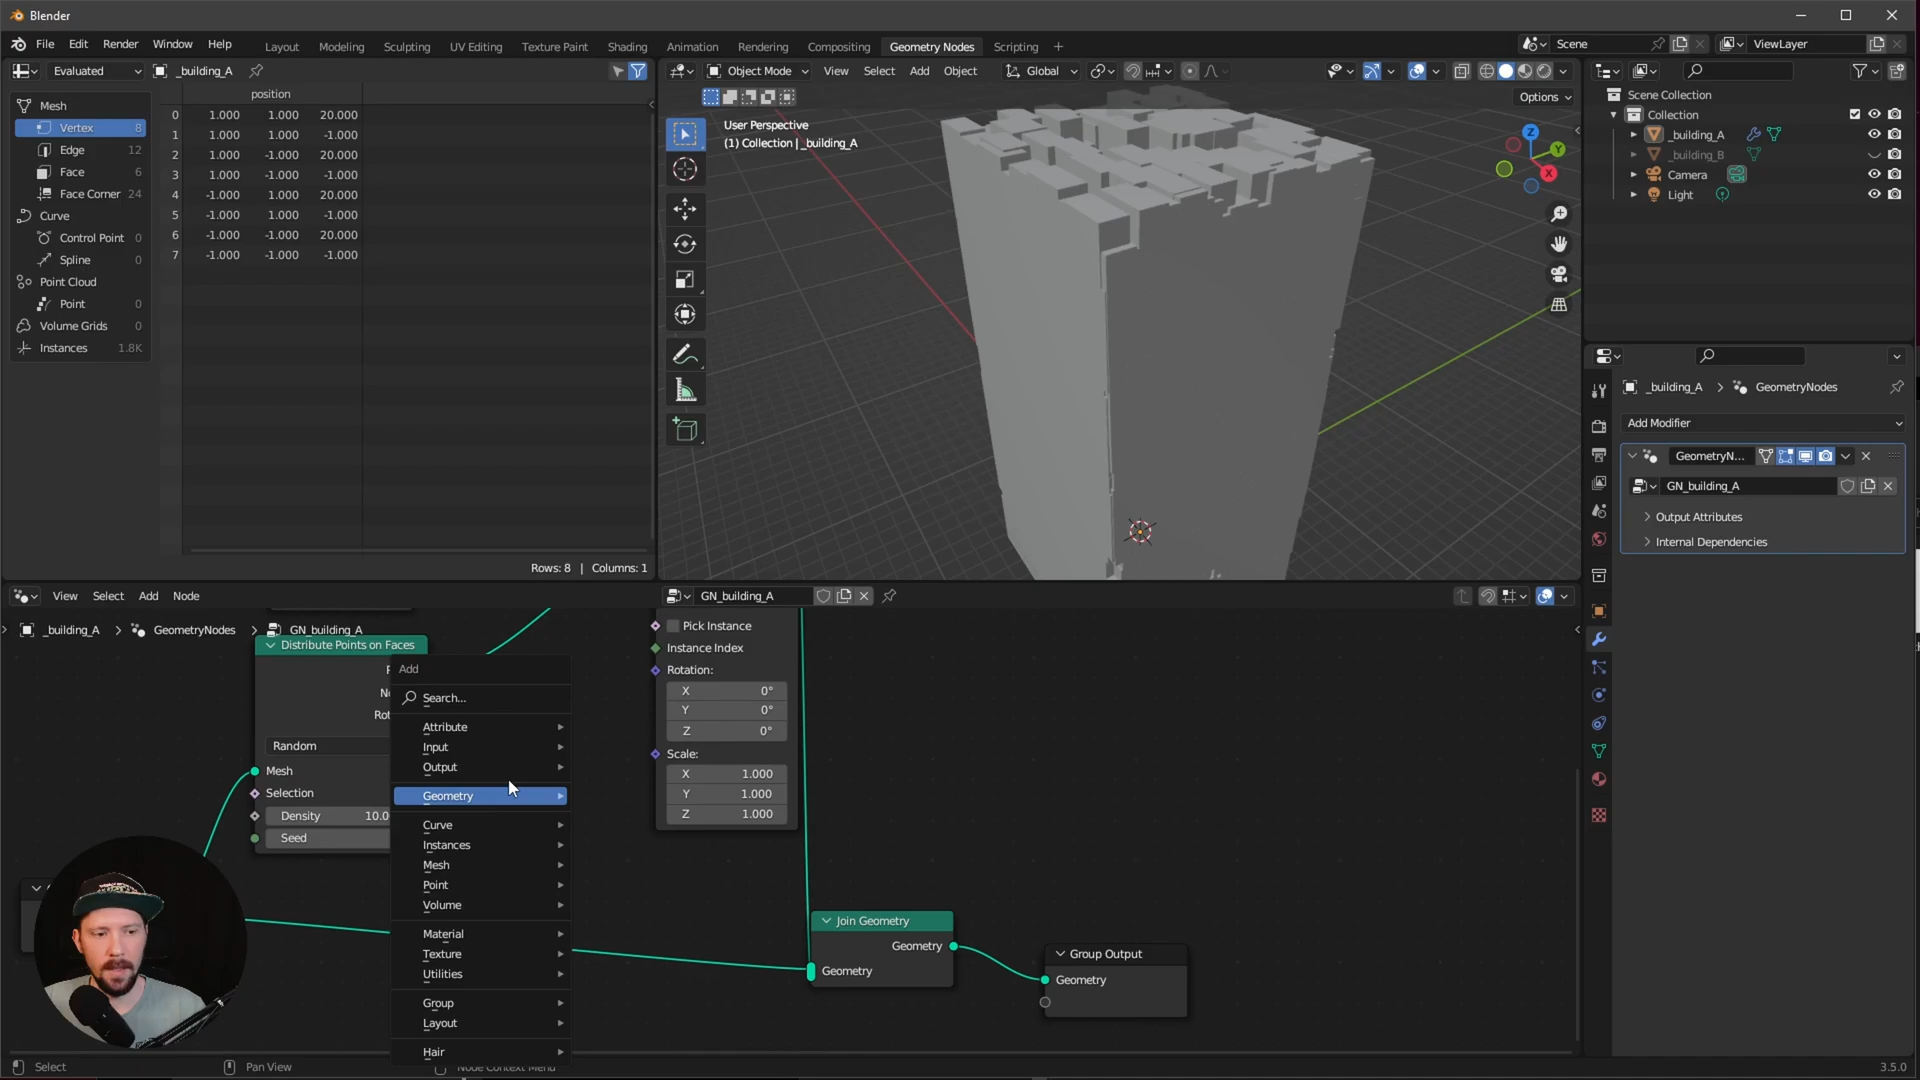 Blender
File Edit Render Window Help Layout Modeling Sculpting UV Editing Texture Paint Shading Animation Rendering Compositing Geometry Nodes Scripting + Scene ViewLayer
Evaluated _building_A
Mesh
Vertex 8
Edge 12
Face 6
Face Corner 24
Curve
Control Point 0
Spline 0
Point Cloud
Point 0
Volume Grids 0
Instances 1.8K
position
0 1.000 1.000 20.000
1 1.000 1.000 -1.000
2 1.000 -1.000 20.000
3 1.000 -1.000 -1.000
4 -1.000 1.000 20.000
5 -1.000 1.000 -1.000
6 -1.000 -1.000 20.000
7 -1.000 -1.000 -1.000
Rows: 8 | Columns: 1
Object Mode View Select Add Object Global
Options
User Perspective
(1) Collection | _building_A
Z
Y
X
Scene Collection
Collection
_building_A
_building_B
Camera
Light
_building_A > GeometryNodes
Add Modifier
GeometryN...
GN_building_A
Output Attributes
Internal Dependencies
View Select Add Node GN_building_A
_building_A > GeometryNodes > GN_building_A
Distribute Points on Faces
Rot
Random
Mesh
Selection
Density 10.0
Seed
Add
Search...
Attribute
Input
Output
Geometry
Curve
Instances
Mesh
Point
Volume
Material
Texture
Utilities
Group
Layout
Hair
Pick Instance
Instance Index
Rotation:
X 0°
Y 0°
Z 0°
Scale:
X 1.000
Y 1.000
Z 1.000
Join Geometry
Geometry
Geometry
Group Output
Geometry
Select Pan View Node Context Menu 3.5.0